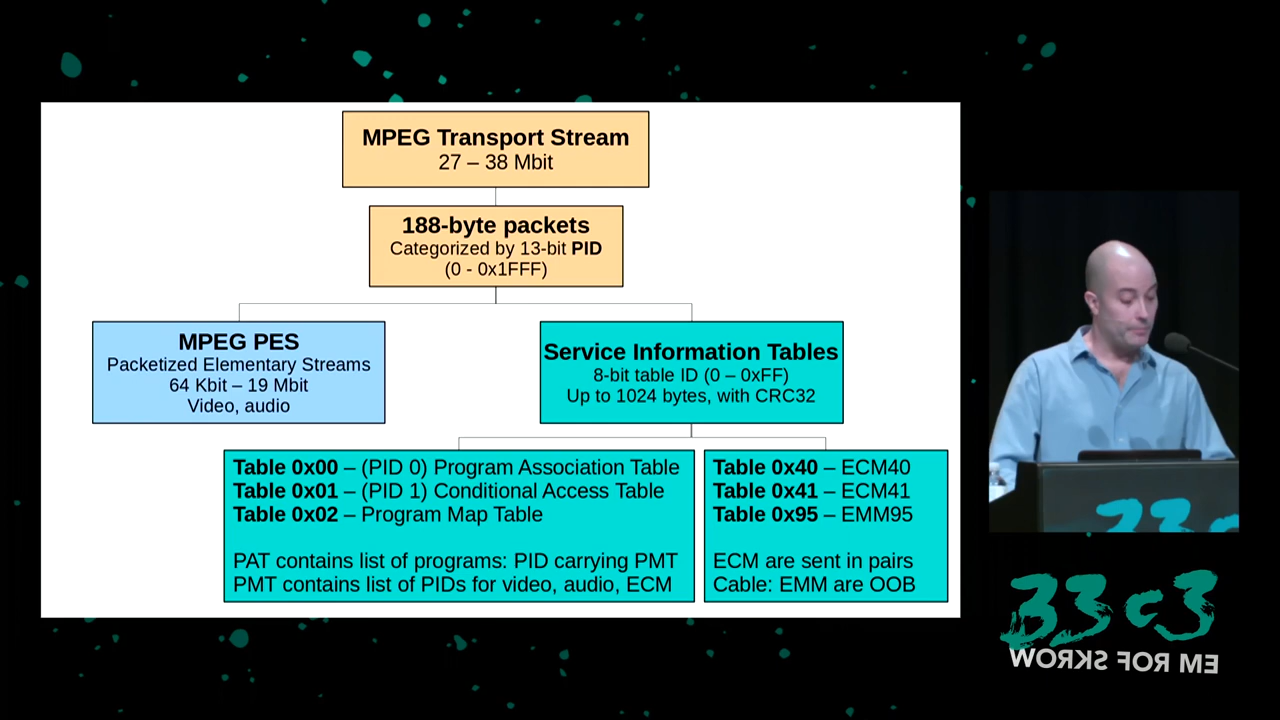 MPEG Transport Stream
27 – 38 Mbit
188-byte packets
Categorized by 13-bit PID
(0 - 0x1FFF)
MPEG PES
Packetized Elementary Streams
64 Kbit – 19 Mbit
Video, audio
Service Information Tables
8-bit table ID (0 – 0xFF)
Up to 1024 bytes, with CRC32
Table 0x00 – (PID 0) Program Association Table
Table 0x01 – (PID 1) Conditional Access Table
Table 0x02 – Program Map Table
PAT contains list of programs: PID carrying PMT
PMT contains list of PIDs for video, audio, ECM
Table 0x40 – ECM40
Table 0x41 – ECM41
Table 0x95 – EMM95
ECM are sent in pairs
Cable: EMM are OOB
33c
33c3
WORKS FOR ME